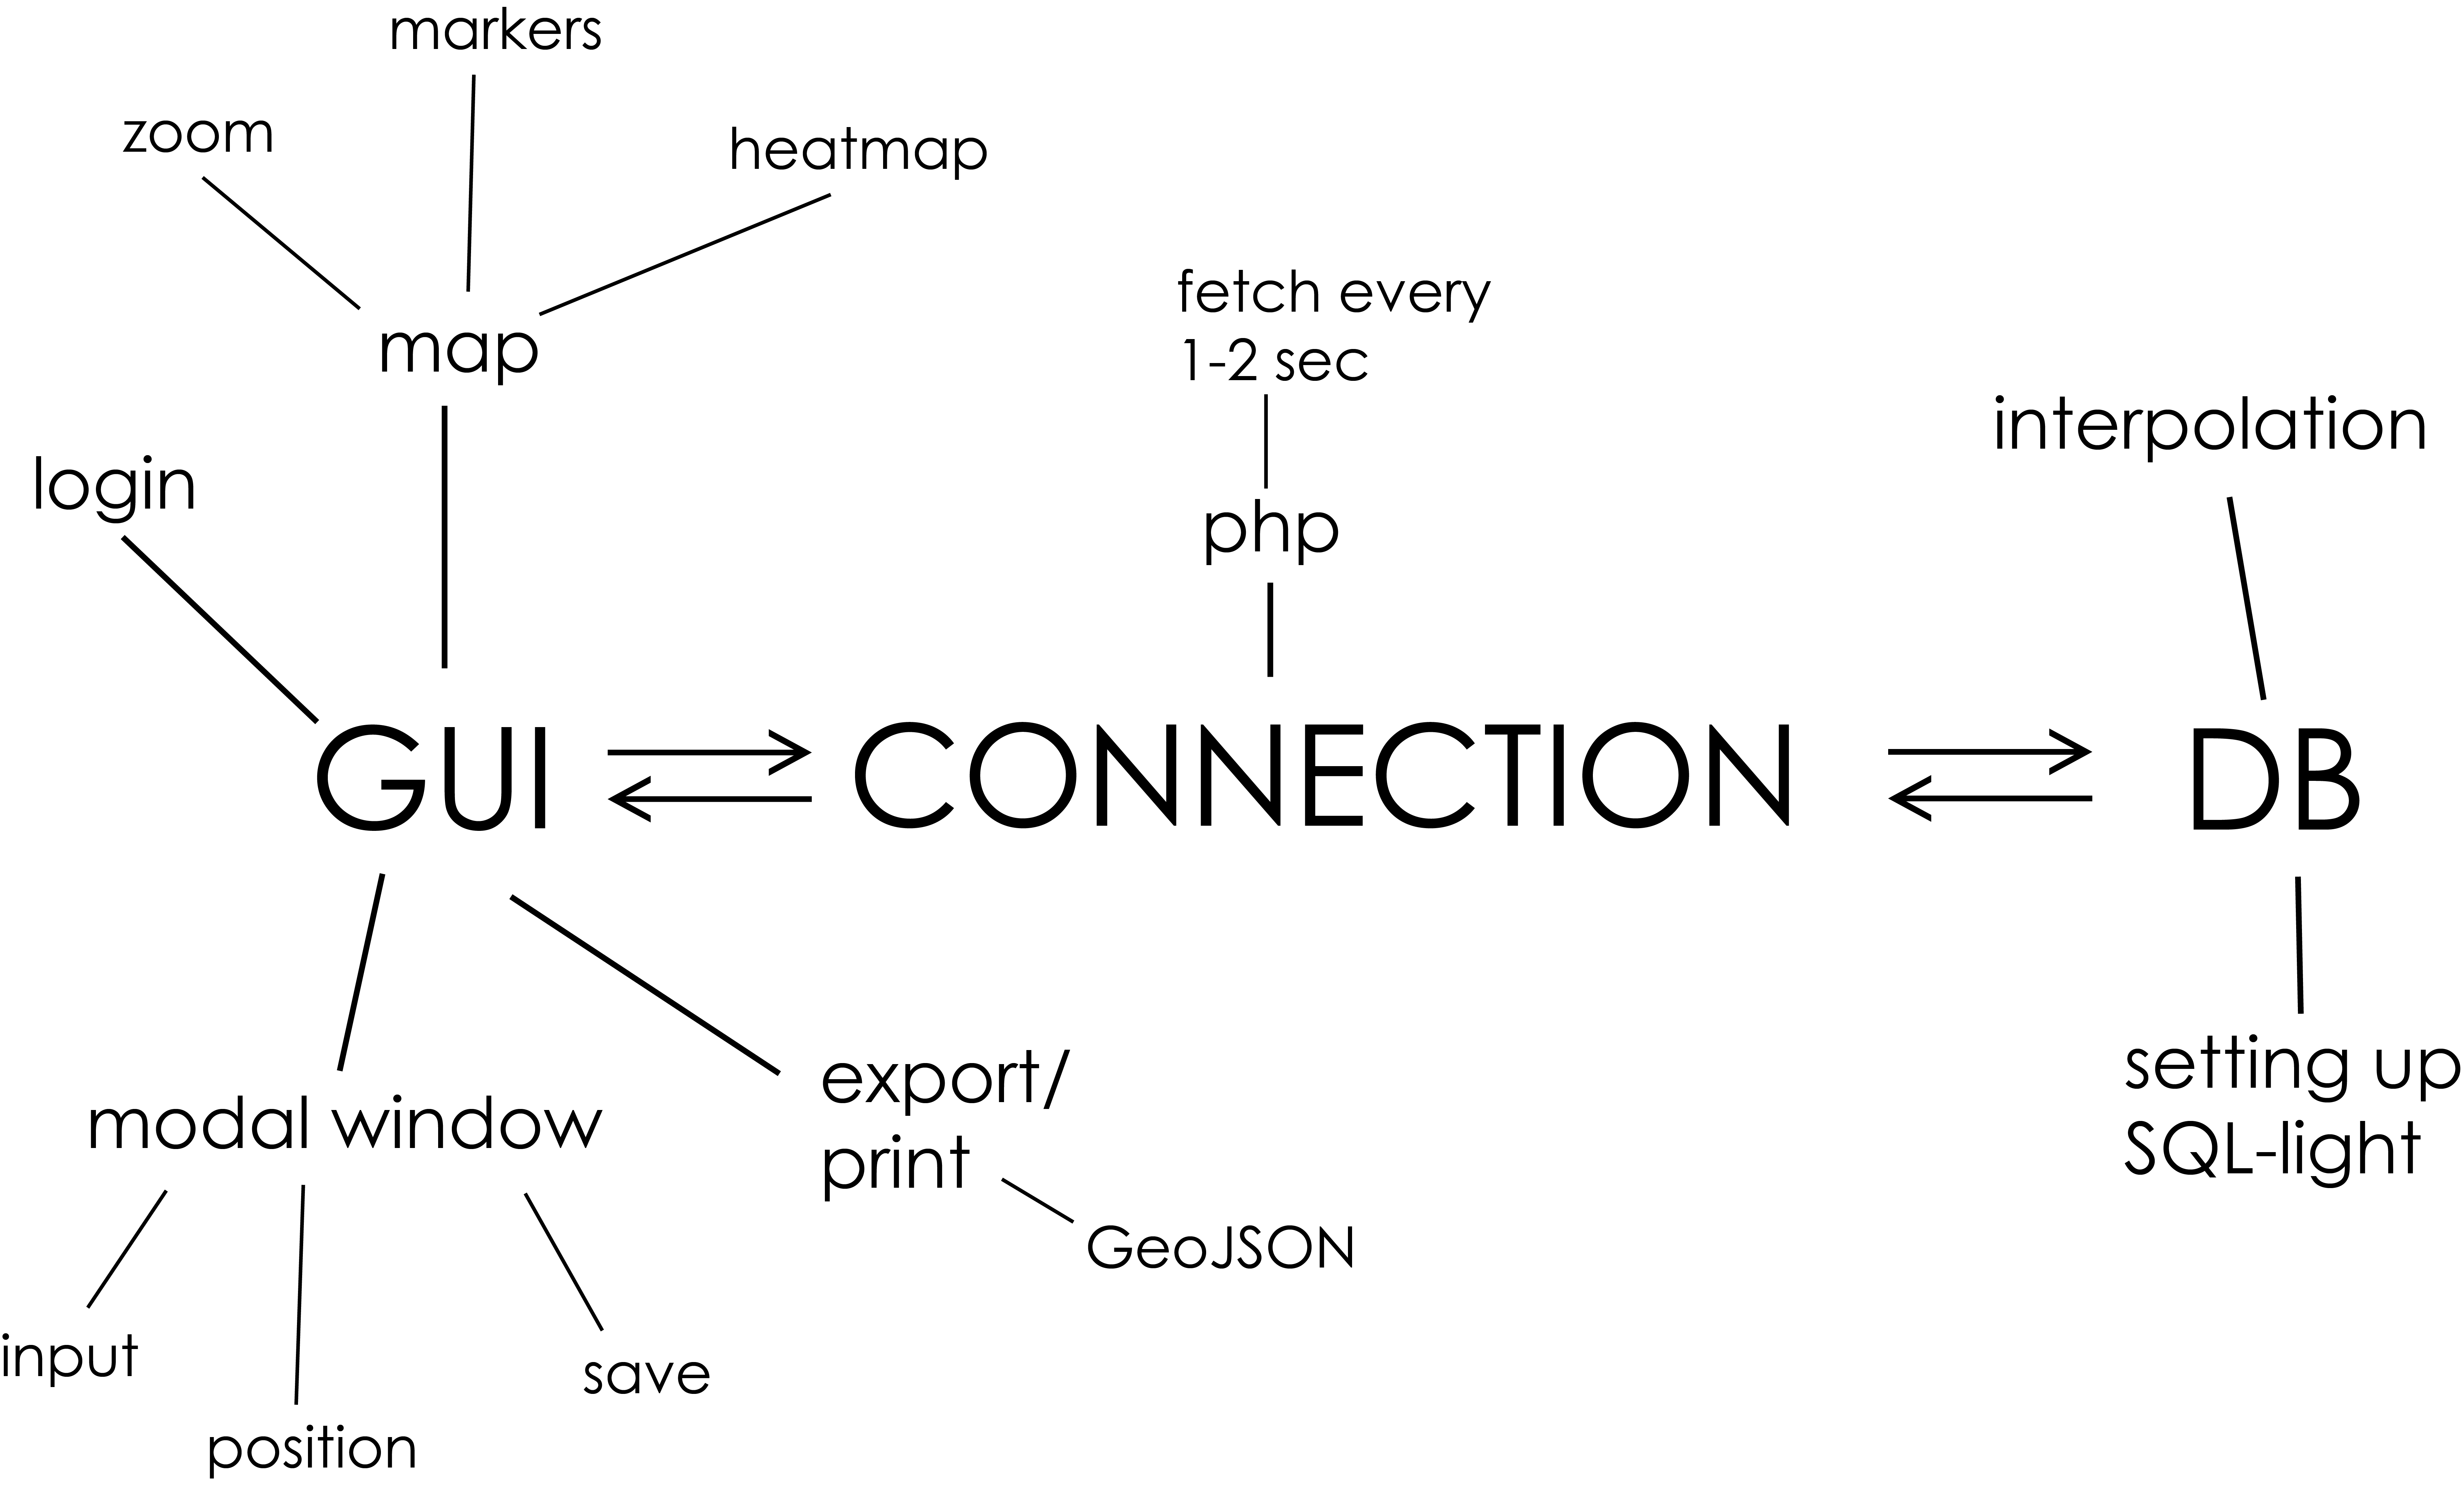 markers
zoom
heatmap
fetch every
1-2 sec
map
interpolation
login
php
GUI
CONNECTION
DB
setting up
SQL-light
export/
print
modal window
GeoJSON
input
save
position